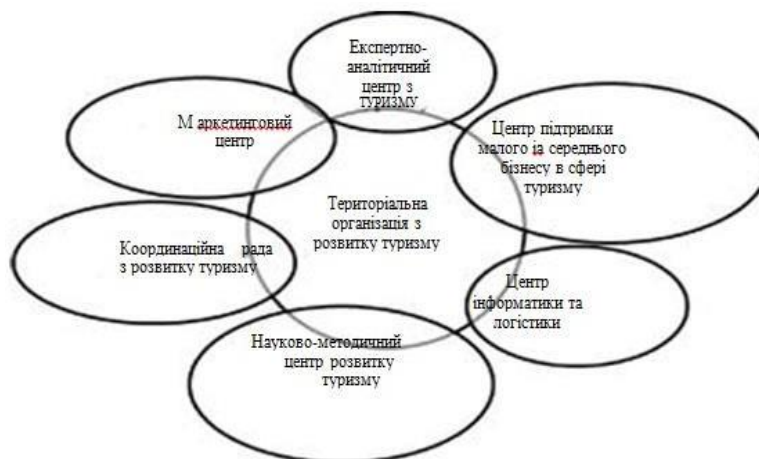 Експертно-
аналітичний
центр з
туризму
М аркетинговий
центр
Центр підтримки
малого іа середнього
бізнесу в сфері
туризму
Територіальна
організація з
розвитку туризму
Координаційна рада
з розвитку туризму
Центр
інформатики та
логістики
Науково-методичний
центр розвитку
туризму